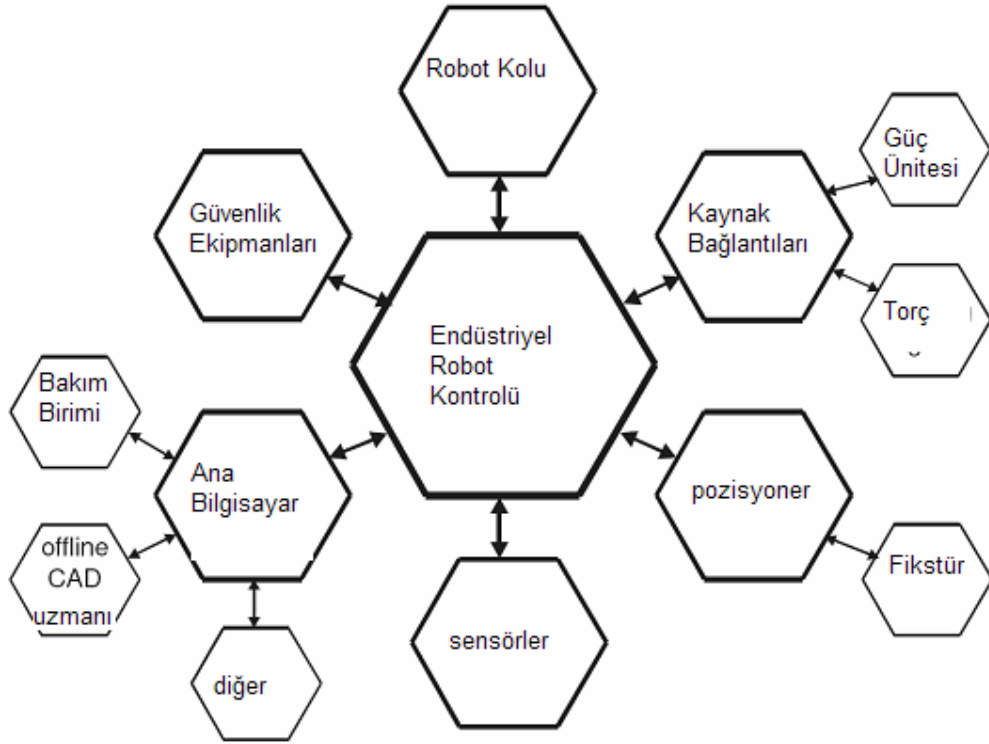 Robot Kolu
Güç
Ünitesi
Güvenlik
Ekipmanları
Kaynak
Bağlantıları
Torç
Endüstriyel
Robot
Kontrolü
Bakım
Birimi
Ana
Bilgisayar
pozisyoner
offline
CAD
uzmanı
Fikstür
sensörler
diğer